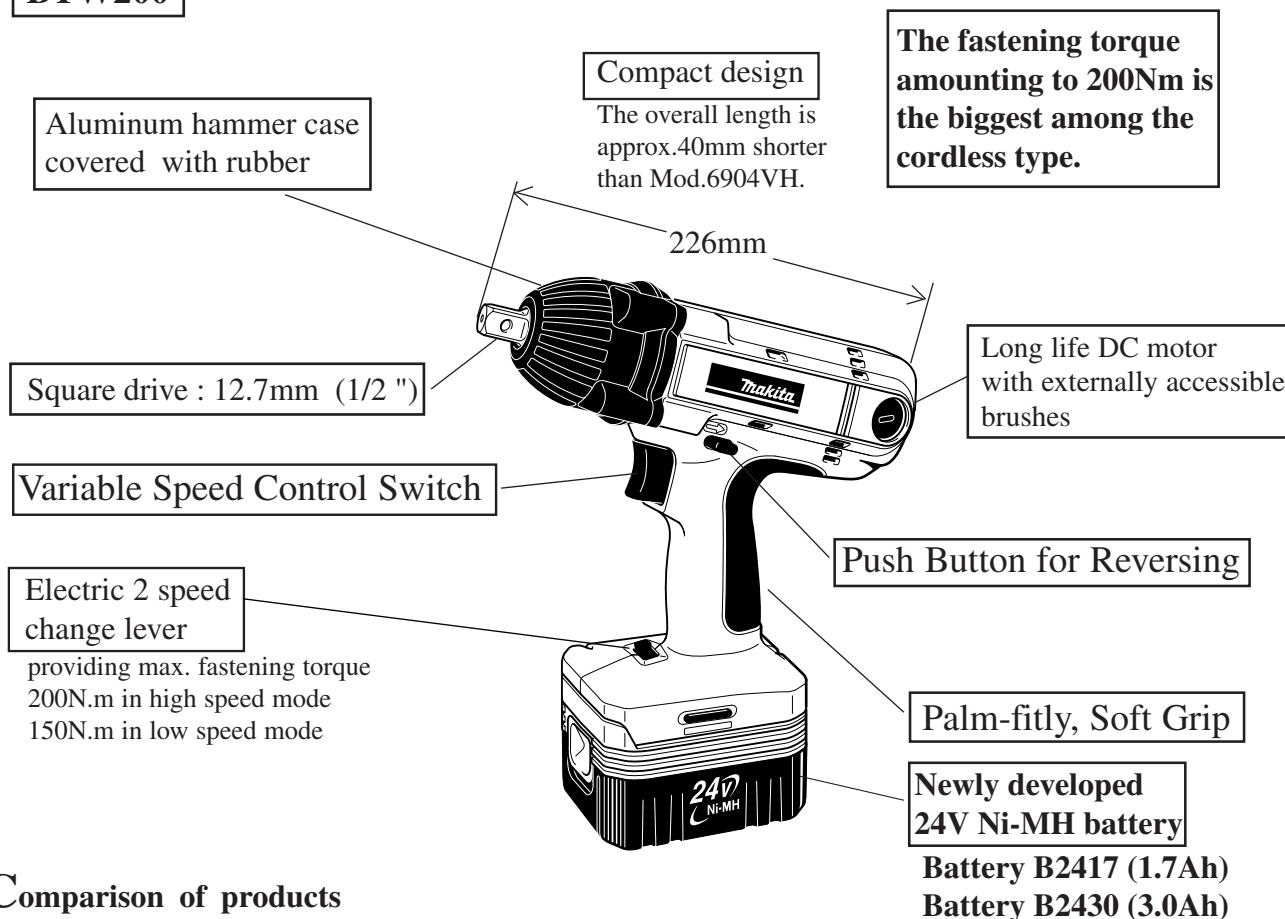 Compact design
The overall length is
approx.40mm shorter
than Mod.6904VH.
The fastening torque
amounting to 200Nm is
the biggest among the
cordless type.
Aluminum hammer case
covered with rubber
226mm
Long life DC motor
with externally accessible
brushes
Square drive : 12.7mm (1/2 ")
makita
Variable Speed Control Switch
Push Button for Reversing
Electric 2 speed
change lever
providing max. fastening torque
200N.m in high speed mode
150N.m in low speed mode
Palm-fitly, Soft Grip
24V
Ni-MH
Newly developed
24V Ni-MH battery
Battery B2417 (1.7Ah)
Battery B2430 (3.0Ah)
Comparison of products